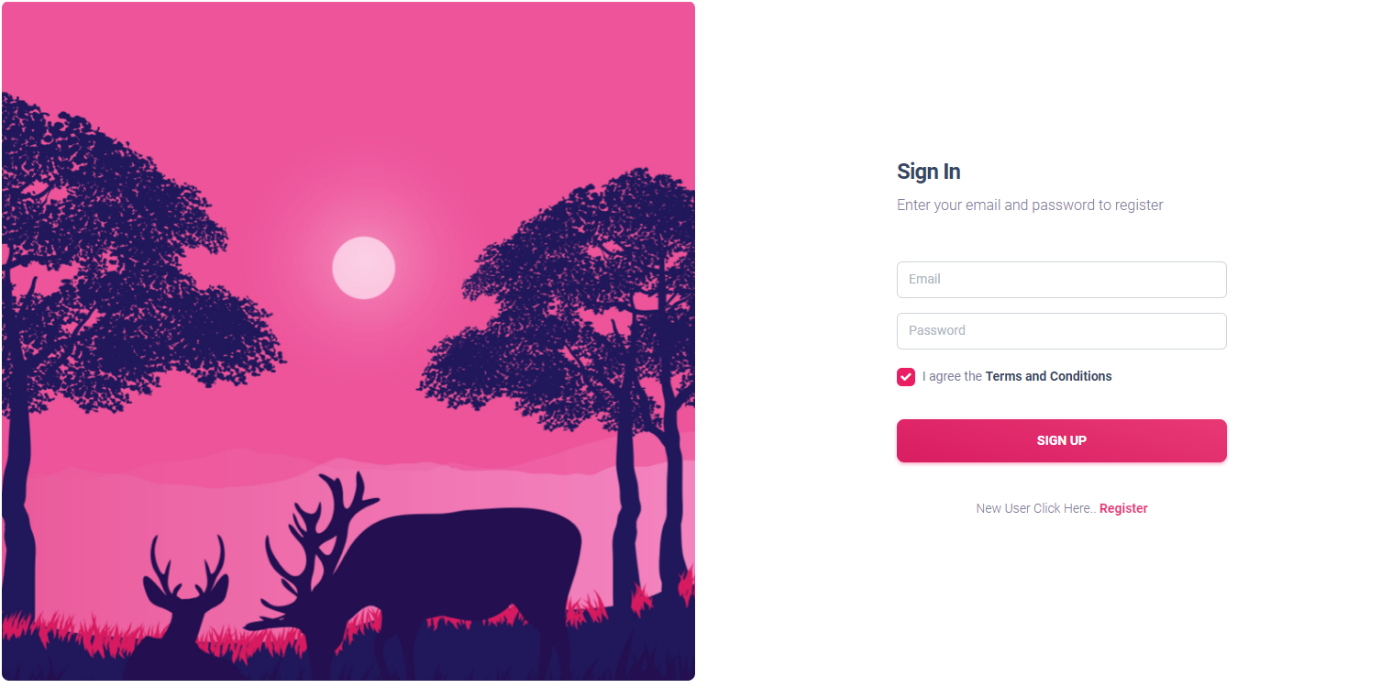 Sign In
Enter your email and password to register
Email
Password
I agree the Terms and Conditions
SIGN UP
New User Click Here.. Register